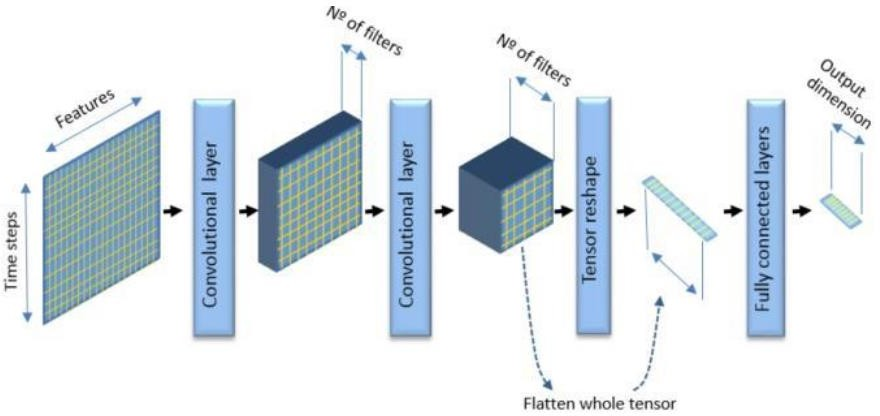 Features
Time steps
Convolutional layer
Nº of filters
Convolutional layer
Nº of filters
Tensor reshape
Flatten whole tensor
Fully connected layers
Output
dimension